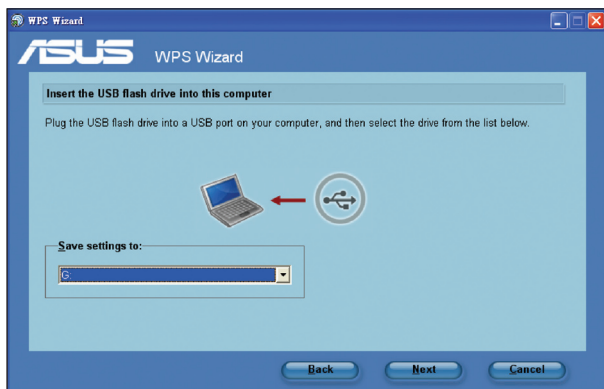 WPS Wizard
ASUS WPS Wizard
Insert the USB flash drive into this computer
Plug the USB flash drive into a USB port on your computer, and then select the drive from the list below.
Save settings to:
G:
Back Next Cancel